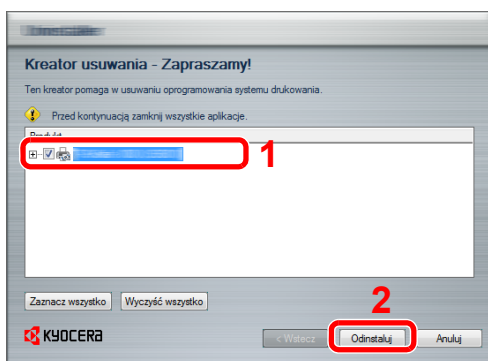 Kreator usuwania - Zapraszamy!
Ten kreator pomaga w usuwaniu oprogramowania systemu drukowania.
Przed kontynuacją zamknij wszystkie aplikacje.
Produkt
1
Zaznacz wszystko Wyczyść wszystko
2
KYOCERA < Wstecz Odinstaluj Anuluj